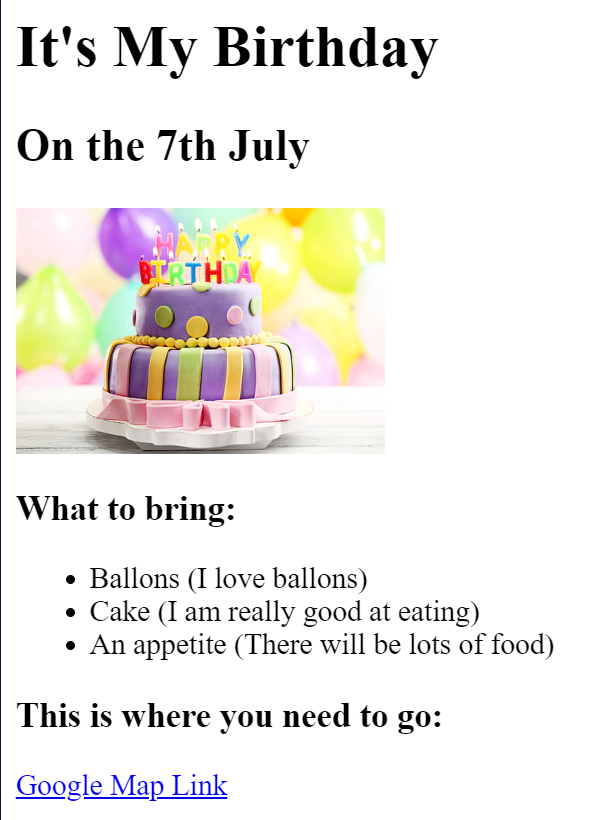 It's My Birthday
On the 7th July
HAPPY
BIRTHDAY
What to bring:
Ballons (I love ballons)
Cake (I am really good at eating)
An appetite (There will be lots of food)
This is where you need to go:
Google Map Link